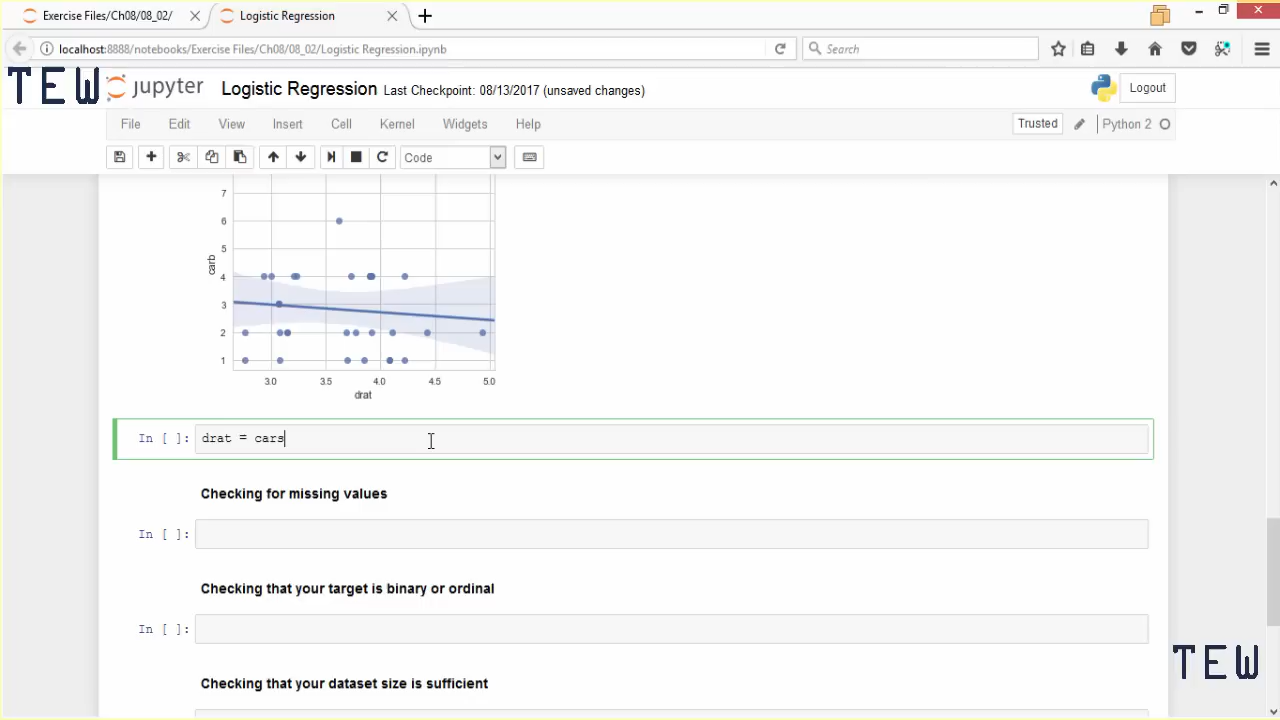 Exercise Files/Ch08/08_02/
Logistic Regression
localhost:8888/notebooks/Exercise Files/Ch08/08_02/Logistic Regression.ipynb
Search
TEW
jupyter
Logistic Regression Last Checkpoint: 08/13/2017 (unsaved changes)
Logout
File Edit View Insert Cell Kernel Widgets Help
Trusted
Python 2
Code
7
6
5
4
3
2
1
carb
3.0 3.5 4.0 4.5 5.0
drat
In [ ]: drat = cars
Checking for missing values
In [ ]:
Checking that your target is binary or ordinal
In [ ]:
TEW
Checking that your dataset size is sufficient